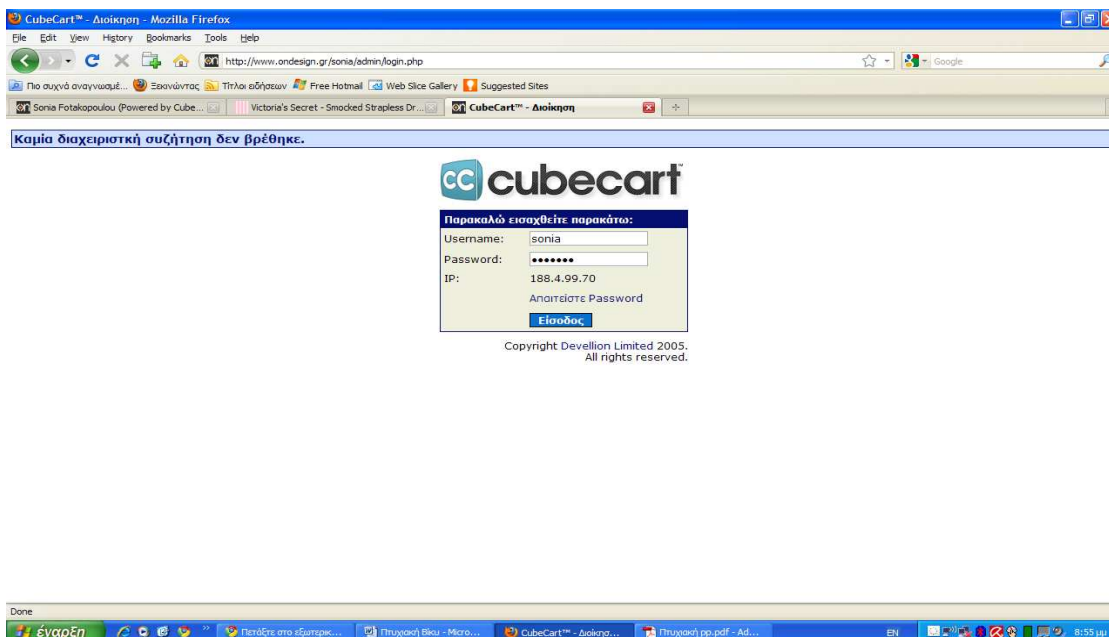 CubeCart™ - Διοίκηση - Mozilla Firefox
File Edit View History Bookmarks Tools Help
http://www.ondesign.gr/sonia/admin/login.php Google
Πιο συχνά αναγνωσμέ... Ξεκινώντας Τίτλοι ειδήσεων Free Hotmail Web Slice Gallery Suggested Sites
Sonia Fotakopoulou (Powered by Cube... Victoria's Secret - Smocked Strapless Dr... CubeCart™ - Διοίκηση
Καμία διαχειριστκή συζήτηση δεν βρέθηκε.
cc cubecart™
Παρακαλώ εισαχθείτε παρακάτω:
Username: sonia
Password: •••••••
IP: 188.4.99.70
Απαιτείστε Password
Είσοδος
Copyright Devellion Limited 2005.
All rights reserved.
Done
έναρξη Πετάξτε στο εξωτερικ... Πτυχιακή Βίκυ - Micro... CubeCart™ - Διοίκησ... Πτυχιακή pp.pdf - Ad... EN 8:55 μμ